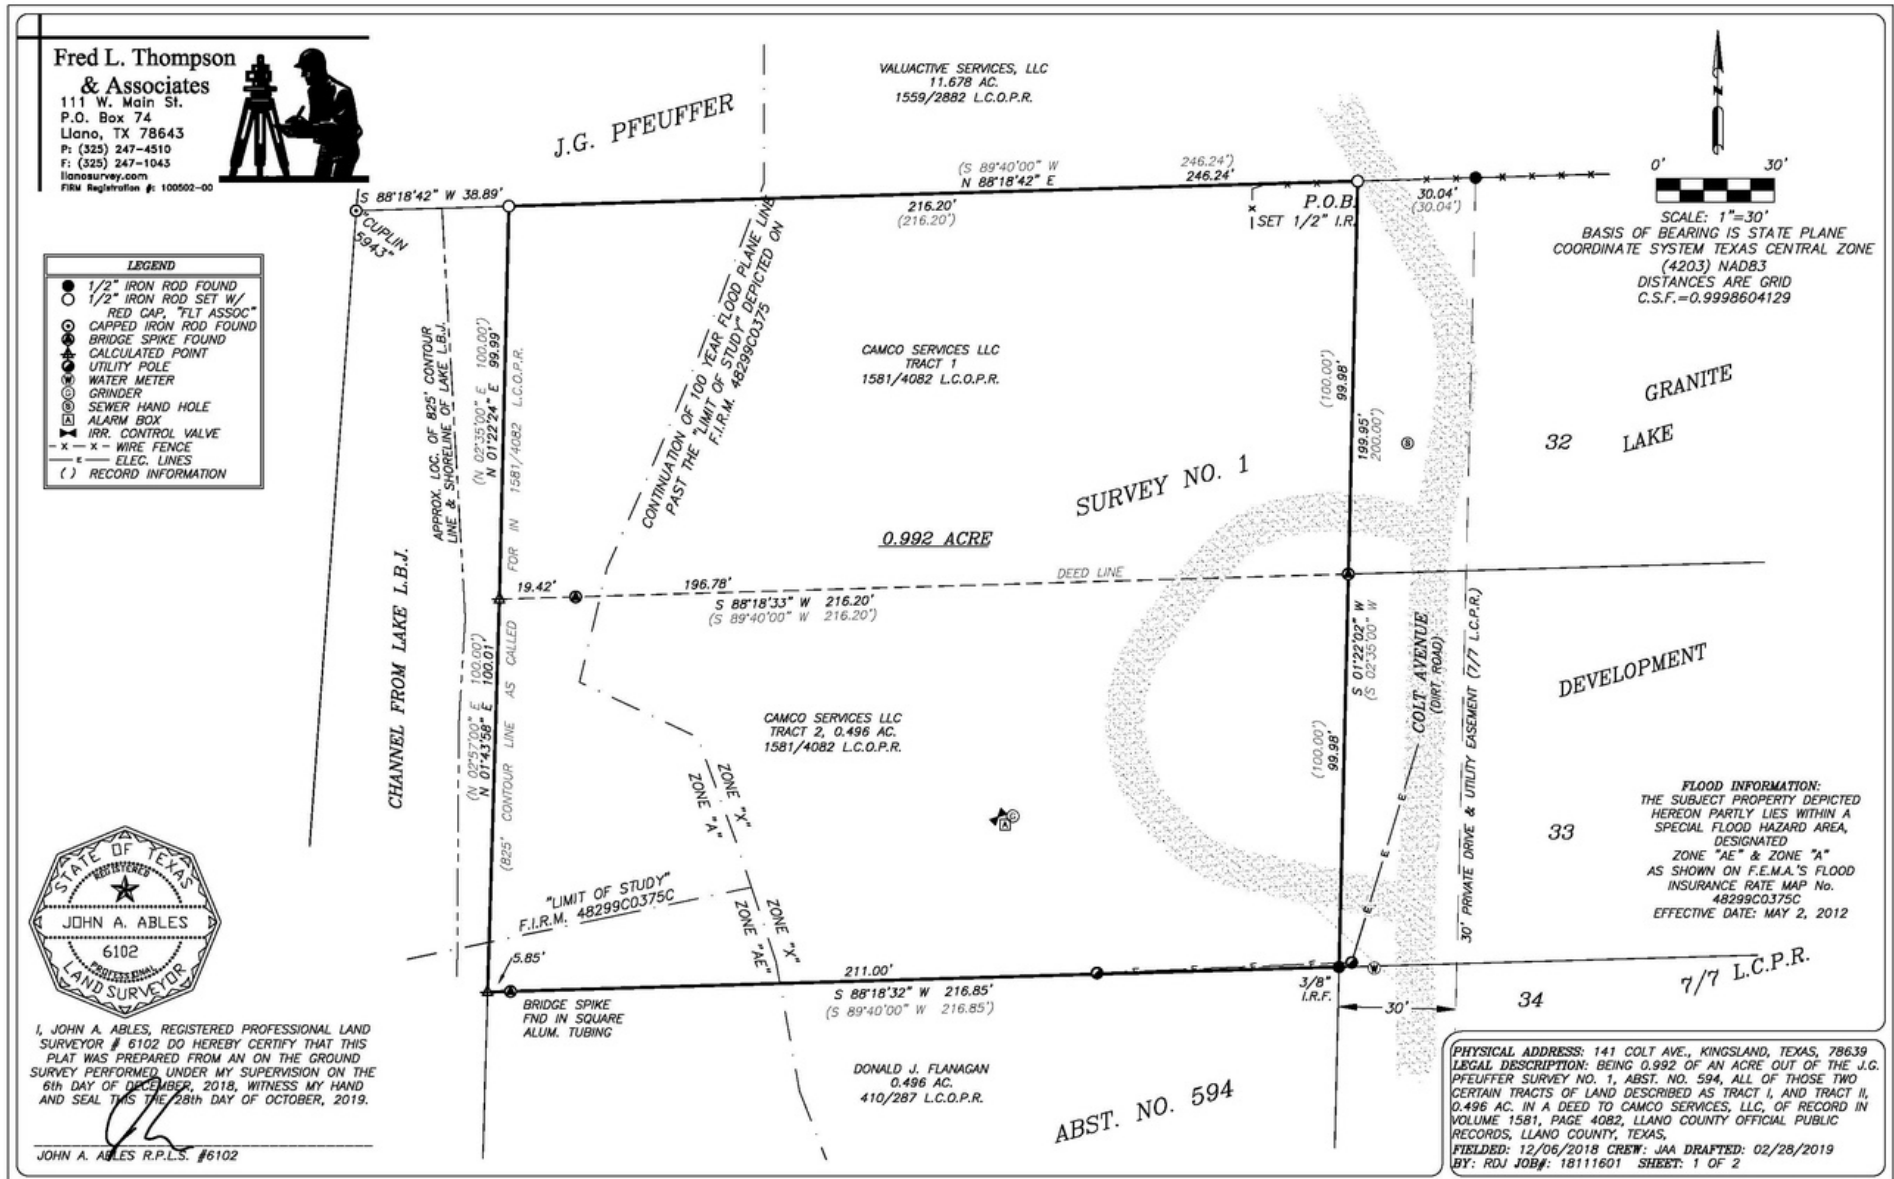 Fred L. Thompson
& Associates
111 W. Main St.
P.O. Box 74
Llano, TX 78643
P: (325) 247-4510
F: (325) 247-1043
llanosurvey.com
FIRM Registration #: 100502-00
J.G. PFEUFFER
VALUACTIVE SERVICES, LLC
11.678 AC.
1559/2882 L.C.O.P.R.
N
0' 30'
SCALE: 1"=30'
BASIS OF BEARING IS STATE PLANE
COORDINATE SYSTEM TEXAS CENTRAL ZONE
(4203) NAD83
DISTANCES ARE GRID
C.S.F.=0.9998604129
S 88°18'42" W 38.89'
"CUPLIN
5943"
(S 89°40'00" W 246.24')
N 88°18'42" E 246.24'
216.20'
(216.20')
P.O.B.
SET 1/2" I.R.
30.04'
(30.04')
LEGEND
1/2" IRON ROD FOUND
1/2" IRON ROD SET W/
RED CAP, "FLT ASSOC"
CAPPED IRON ROD FOUND
BRIDGE SPIKE FOUND
CALCULATED POINT
UTILITY POLE
W WATER METER
G GRINDER
S SEWER HAND HOLE
A ALARM BOX
IRR. CONTROL VALVE
- X - X - WIRE FENCE
E ELEC. LINES
( ) RECORD INFORMATION
APPROX. LOC. OF 825' CONTOUR
LINE & SHORELINE OF LAKE L.B.J.
(N 02°35'00" E 100.00')
N 01°22'24" E 99.99'
(825' CONTOUR LINE AS CALLED FOR IN 1581/4082 L.C.O.P.R.
CONTINUATION OF 100 YEAR FLOOD PLANE LINE
PAST THE "LIMIT OF STUDY" DEPICTED ON
F.I.R.M. 48299C0375
CAMCO SERVICES LLC
TRACT 1
1581/4082 L.C.O.P.R.
(100.00')
99.98'
199.95'
200.00')
S
GRANITE
32 LAKE
SURVEY NO. 1
0.992 ACRE
CHANNEL FROM LAKE L.B.J.
19.42'
196.78'
DEED LINE
S 88°18'33" W 216.20'
(S 89°40'00" W 216.20')
(N 02°57'00" E 100.00')
N 01°43'58" E 100.01'
S 01°22'02" W
(S 02°35'00" W
COLT AVENUE
(DIRT ROAD)
30' PRIVATE DRIVE & UTILITY EASEMENT (7/7 L.C.P.R.)
DEVELOPMENT
CAMCO SERVICES LLC
TRACT 2, 0.496 AC.
1581/4082 L.C.O.P.R.
(100.00')
99.98'
ZONE "X"
ZONE "A"
G
A
E
E
E
33
FLOOD INFORMATION:
THE SUBJECT PROPERTY DEPICTED
HEREON PARTLY LIES WITHIN A
SPECIAL FLOOD HAZARD AREA,
DESIGNATED
ZONE "AE" & ZONE "A"
AS SHOWN ON F.E.M.A.'S FLOOD
INSURANCE RATE MAP No.
48299C0375C
EFFECTIVE DATE: MAY 2, 2012
"LIMIT OF STUDY"
F.I.R.M. 48299C0375C
ZONE "X"
ZONE "AE"
5.85'
211.00'
S 88°18'32" W 216.85'
(S 89°40'00" W 216.85')
E E E
W
3/8"
I.R.F.
30'
34
7/7 L.C.P.R.
BRIDGE SPIKE
FND IN SQUARE
ALUM. TUBING
DONALD J. FLANAGAN
0.496 AC.
410/287 L.C.O.P.R.
ABST. NO. 594
STATE OF TEXAS
REGISTERED
JOHN A. ABLES
6102
PROFESSIONAL
LAND SURVEYOR
I, JOHN A. ABLES, REGISTERED PROFESSIONAL LAND
SURVEYOR # 6102 DO HEREBY CERTIFY THAT THIS
PLAT WAS PREPARED FROM AN ON THE GROUND
SURVEY PERFORMED UNDER MY SUPERVISION ON THE
6th DAY OF DECEMBER, 2018, WITNESS MY HAND
AND SEAL THIS THE 28th DAY OF OCTOBER, 2019.
JOHN A. ABLES R.P.L.S. #6102
PHYSICAL ADDRESS: 141 COLT AVE., KINGSLAND, TEXAS, 78639
LEGAL DESCRIPTION: BEING 0.992 OF AN ACRE OUT OF THE J.G.
PFEUFFER SURVEY NO. 1, ABST. NO. 594, ALL OF THOSE TWO
CERTAIN TRACTS OF LAND DESCRIBED AS TRACT I, AND TRACT II,
0.496 AC. IN A DEED TO CAMCO SERVICES, LLC, OF RECORD IN
VOLUME 1581, PAGE 4082, LLANO COUNTY OFFICIAL PUBLIC
RECORDS, LLANO COUNTY, TEXAS,
FIELDED: 12/06/2018 CREW: JAA DRAFTED: 02/28/2019
BY: RDJ JOB#: 18111601 SHEET: 1 OF 2